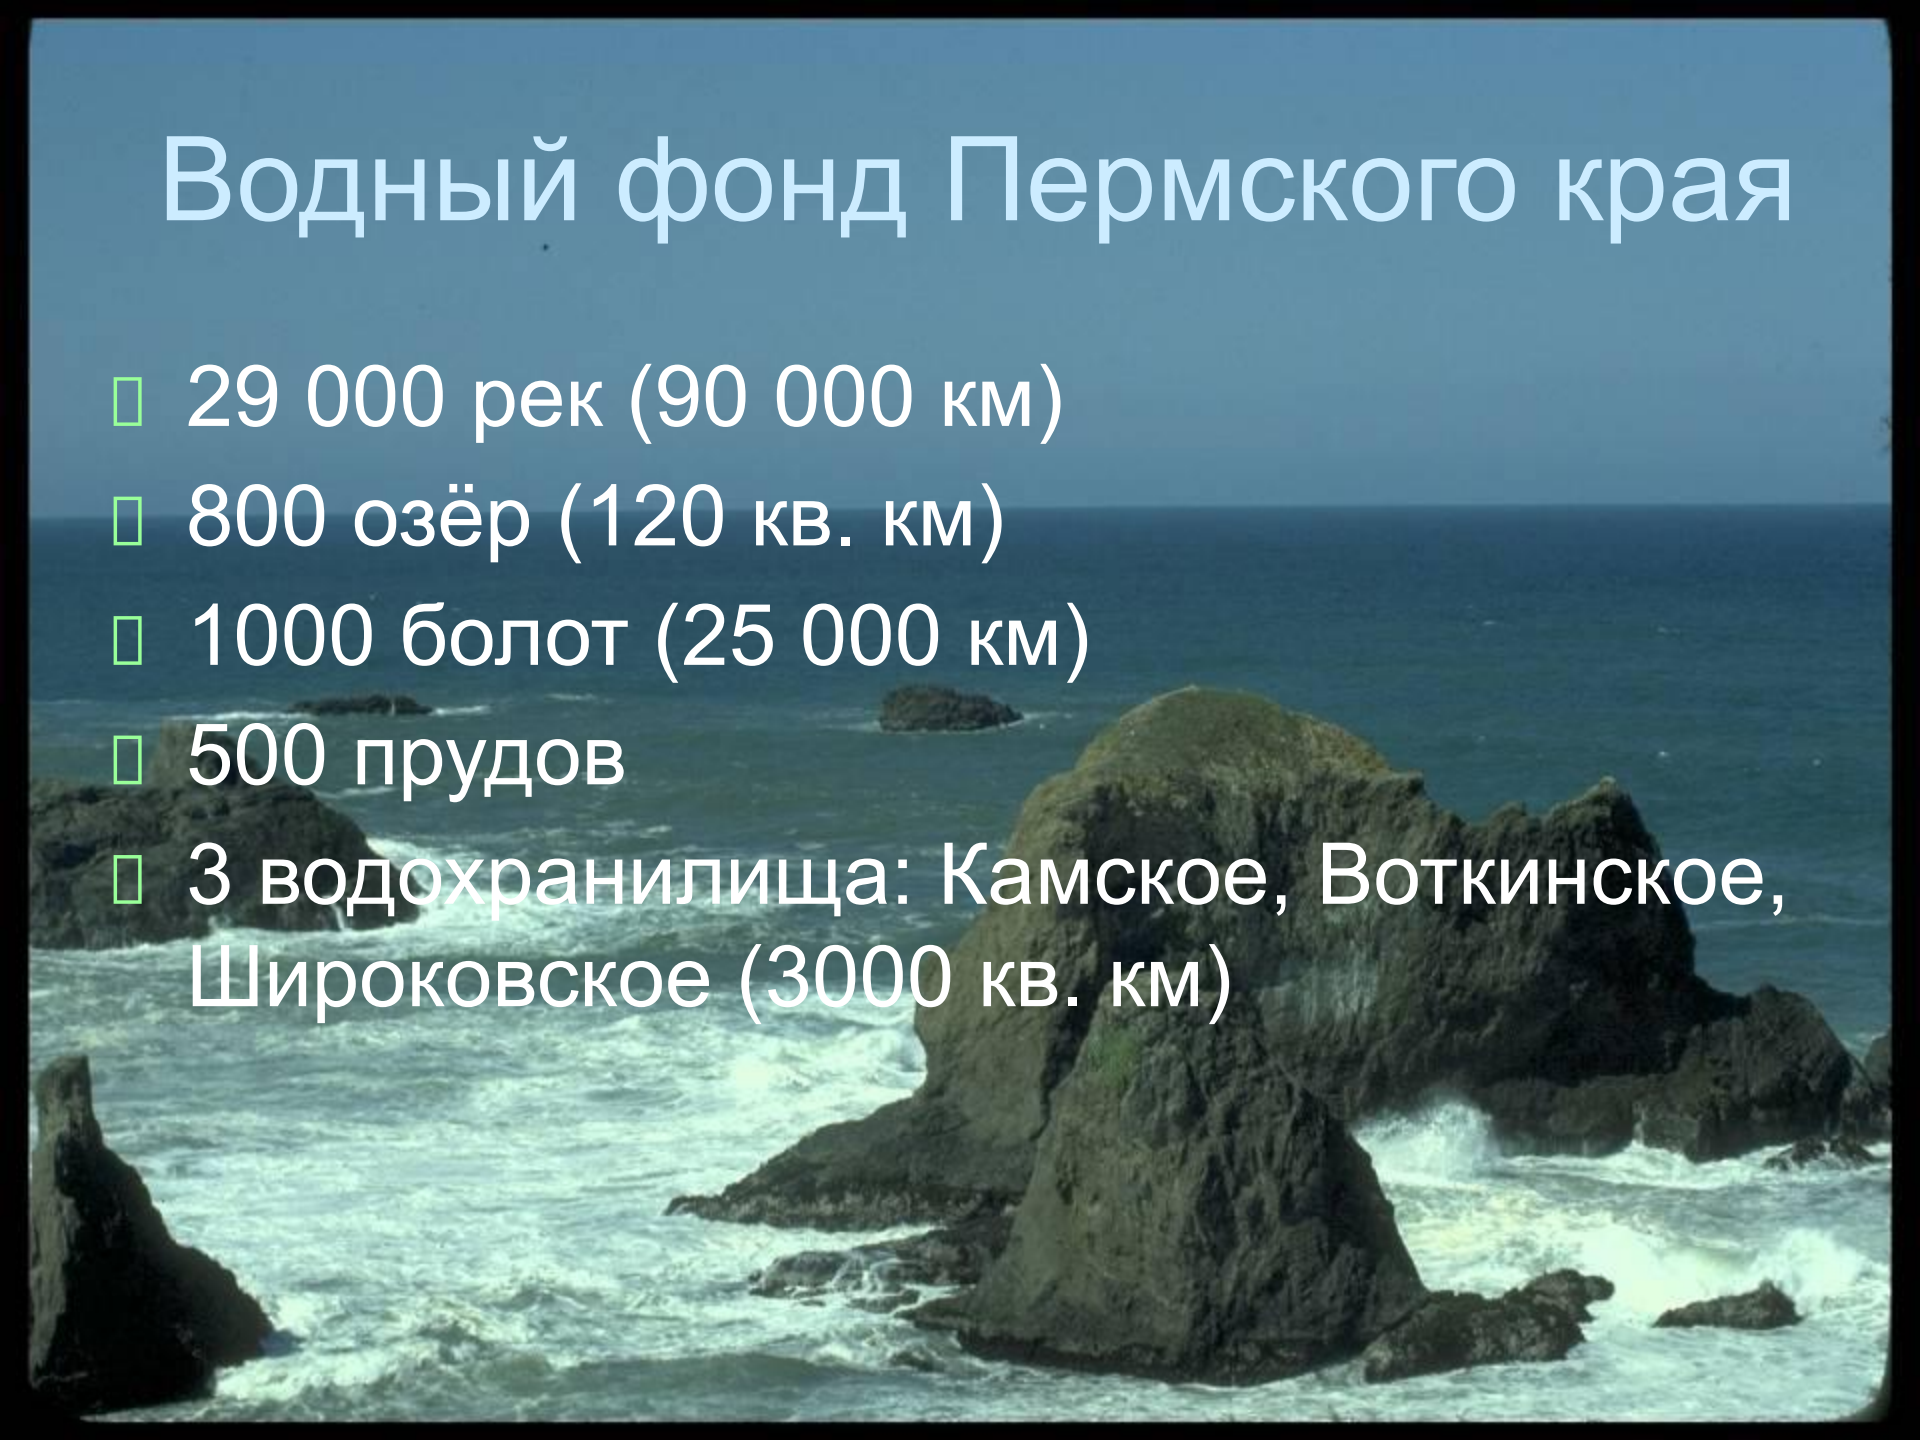 Водный фонд Пермского края
29 000 рек (90 000 км)
800 озёр (120 кв. км)
1000 болот (25 000 км)
500 прудов
3 водохранилища: Камское, Воткинское,
Широковское (3000 кв. км)